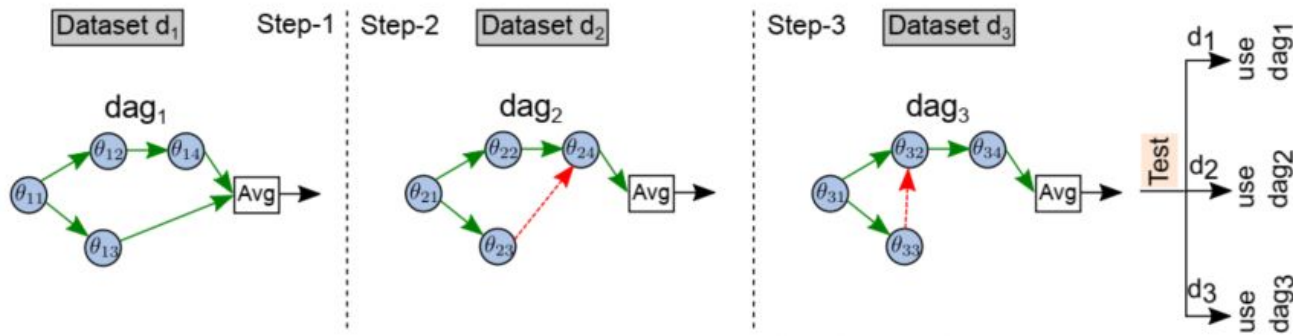 Dataset d₁
Step-1
dag₁
θ₁₁
θ₁₂
θ₁₄
θ₁₃
Avg
Step-2
Dataset d₂
dag₂
θ₂₁
θ₂₂
θ₂₄
θ₂₃
Avg
Step-3
Dataset d₃
dag₃
θ₃₁
θ₃₂
θ₃₄
θ₃₃
Avg
Test
d1
use
dag1
d2
use
dag2
d3
use
dag3